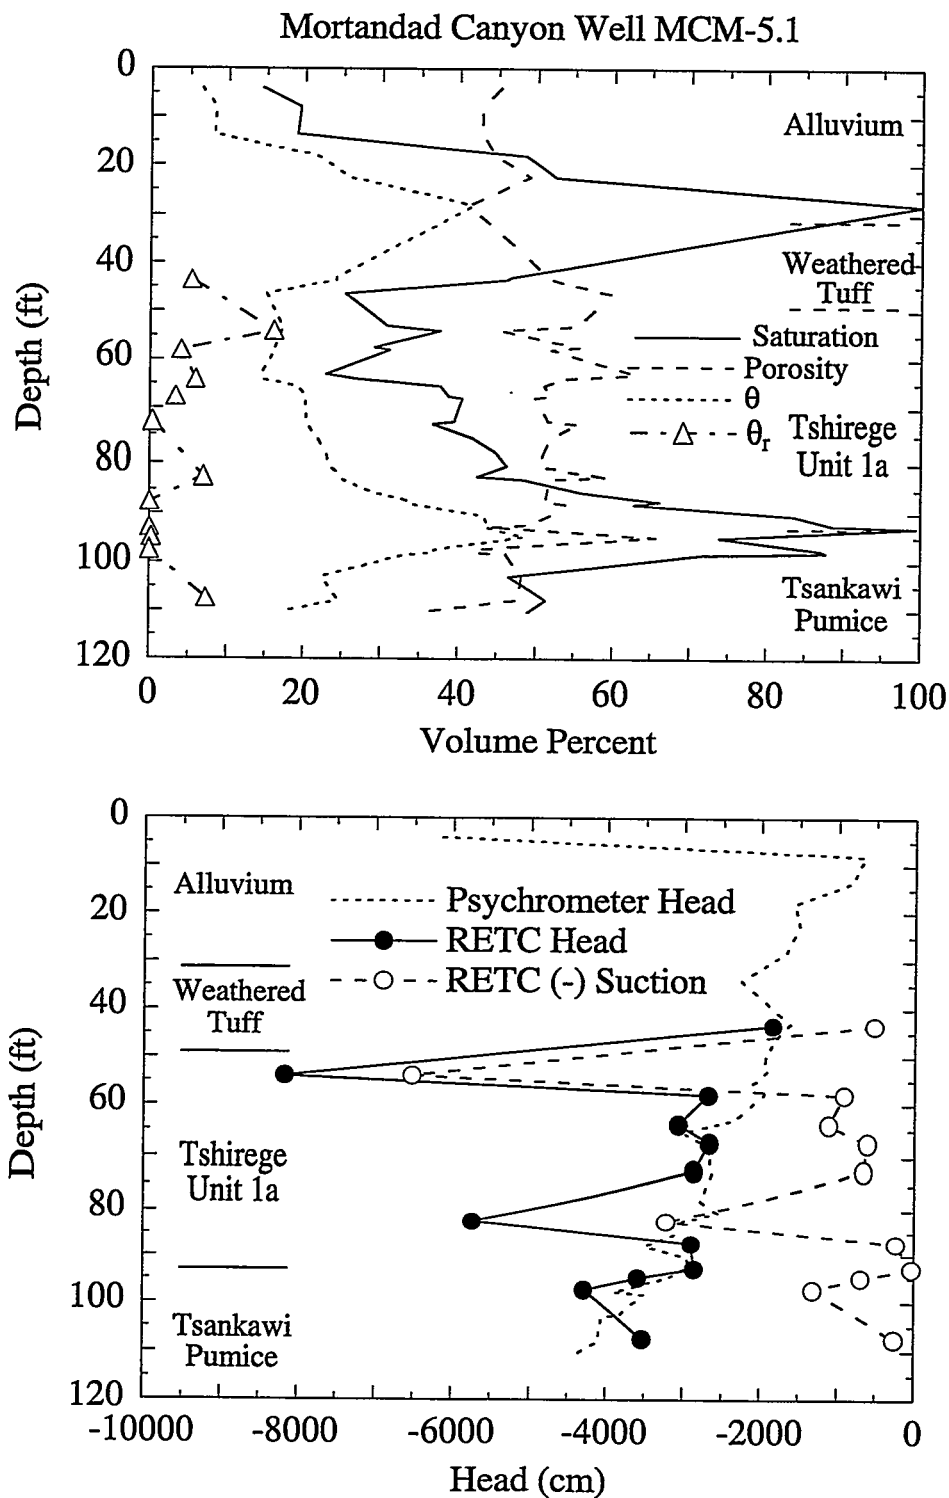 Mortandad Canyon Well MCM-5.1
0
20
40
60
80
100
120
Depth (ft)
Alluvium
Weathered
Tuff
Saturation
Porosity
θ
θr
Tshirege
Unit 1a
Tsankawi
Pumice
0 20 40 60 80 100
Volume Percent
0
20
40
60
80
100
120
Depth (ft)
Alluvium
Weathered
Tuff
Tshirege
Unit 1a
Tsankawi
Pumice
Psychrometer Head
RETC Head
RETC (-) Suction
-10000 -8000 -6000 -4000 -2000 0
Head (cm)